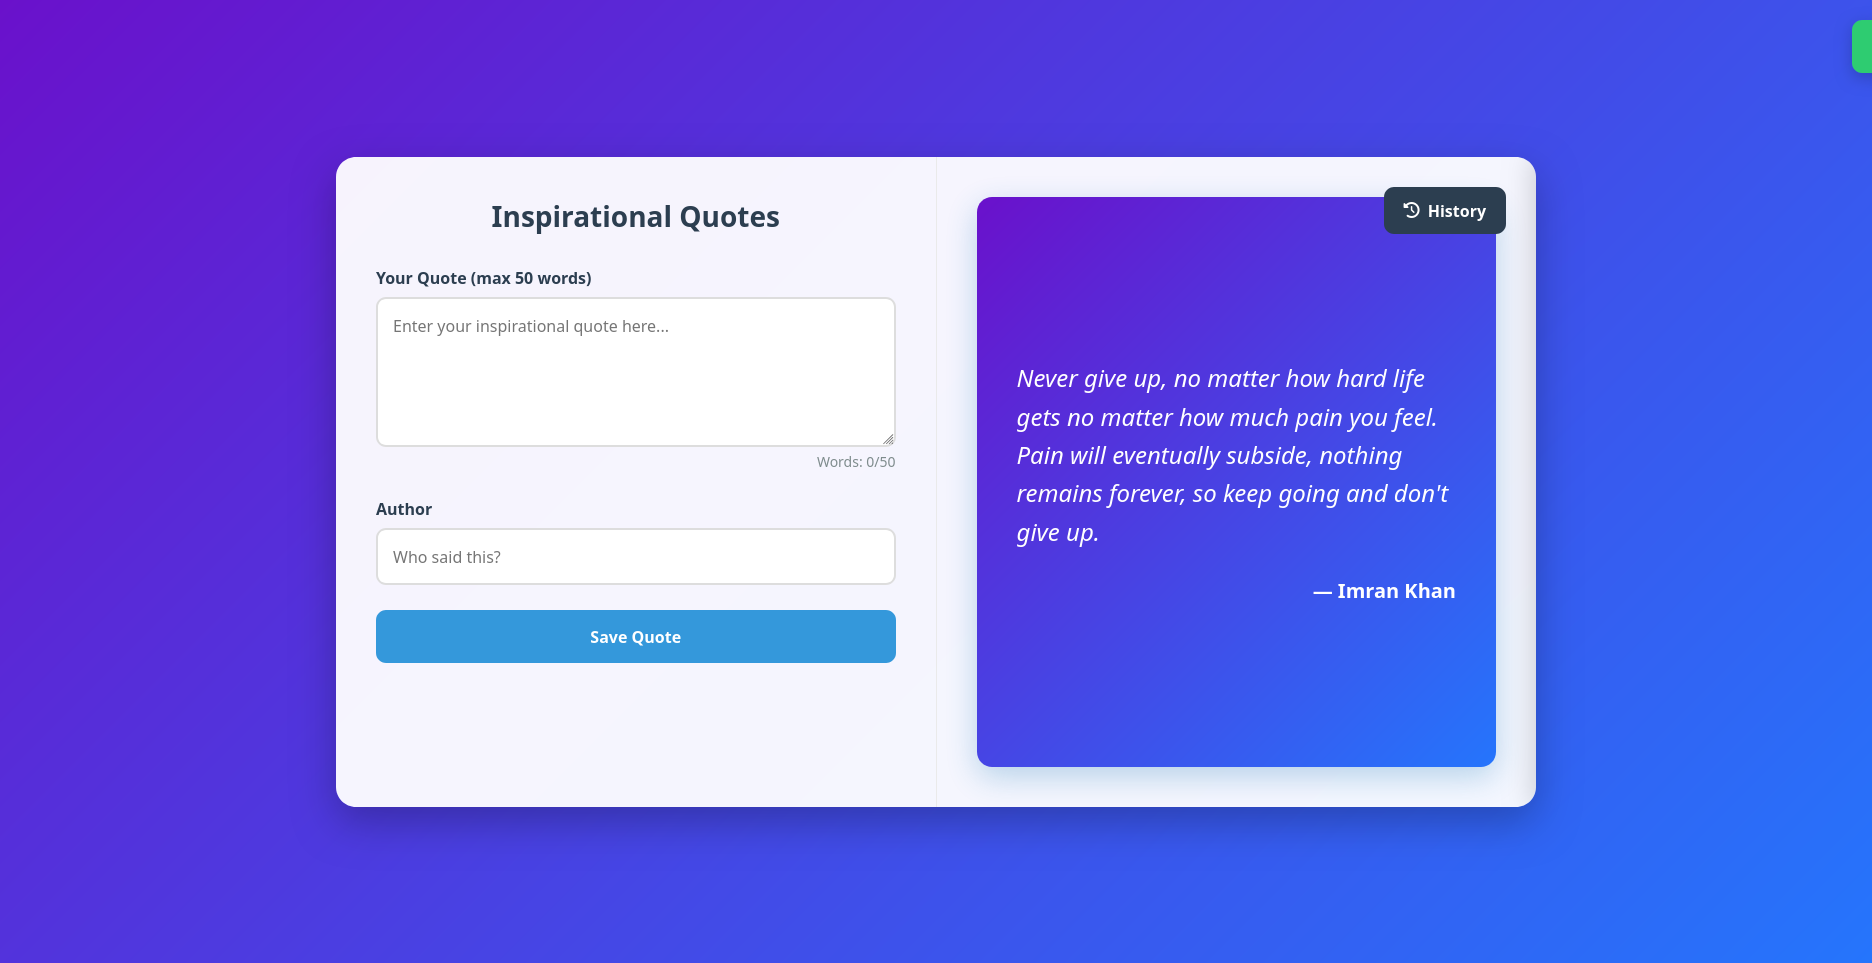 Inspirational Quotes
Your Quote (max 50 words)
Enter your inspirational quote here...
Words: 0/50
Author
Who said this?
Save Quote
History
Never give up, no matter how hard life
gets no matter how much pain you feel.
Pain will eventually subside, nothing
remains forever, so keep going and don't
give up.
— Imran Khan